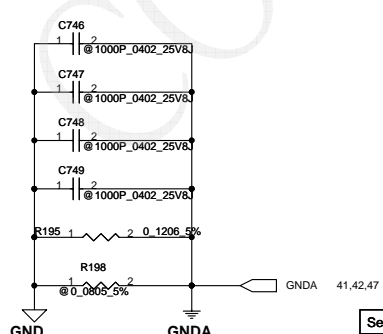 C746
1 2
@1000P_0402_25V8J
C747
1 2
@1000P_0402_25V8J
C748
1 2
@1000P_0402_25V8J
C749
1 2
@1000P_0402_25V8J
R195 1 2 0_1206_5%
R198
1 2
@0_0805_5%
GNDA 41,42,47
GND GNDA
Se